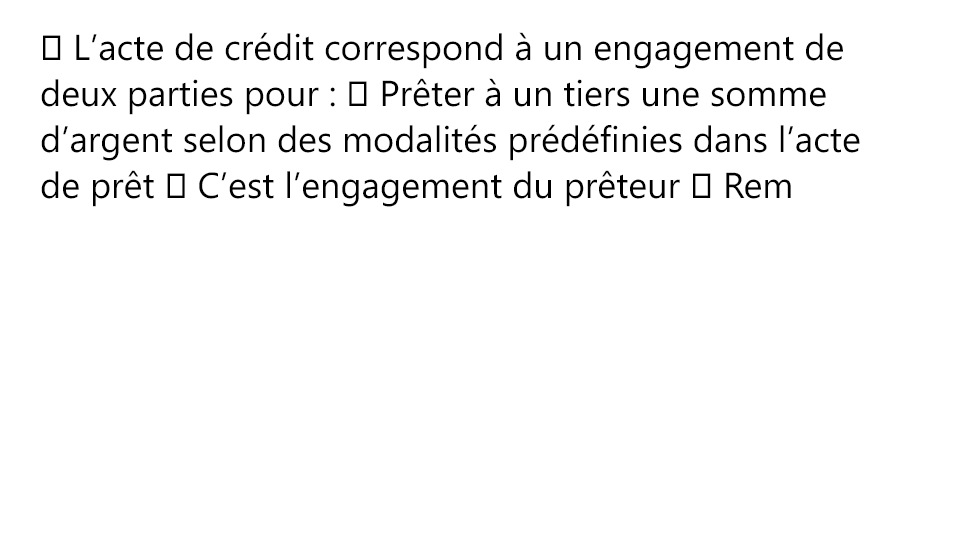 ▯ L’acte de crédit correspond à un engagement de
deux parties pour : ▯ Prêter à un tiers une somme
d’argent selon des modalités prédéfinies dans l’acte
de prêt ▯ C’est l’engagement du prêteur ▯ Rem